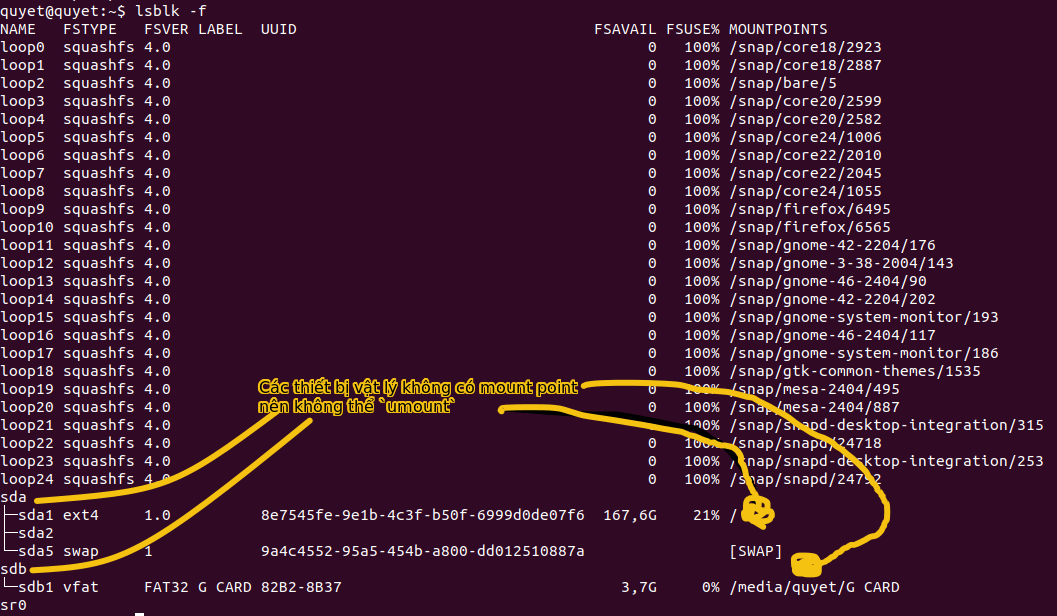 quyet@quyet:~$ lsblk -f
NAME FSTYPE FSVER LABEL UUID FSAVAIL FSUSE% MOUNTPOINTS
loop0 squashfs 4.0 0 100% /snap/core18/2923
loop1 squashfs 4.0 0 100% /snap/core18/2887
loop2 squashfs 4.0 0 100% /snap/bare/5
loop3 squashfs 4.0 0 100% /snap/core20/2599
loop4 squashfs 4.0 0 100% /snap/core20/2582
loop5 squashfs 4.0 0 100% /snap/core24/1006
loop6 squashfs 4.0 0 100% /snap/core22/2010
loop7 squashfs 4.0 0 100% /snap/core22/2045
loop8 squashfs 4.0 0 100% /snap/core24/1055
loop9 squashfs 4.0 0 100% /snap/firefox/6495
loop10 squashfs 4.0 0 100% /snap/firefox/6565
loop11 squashfs 4.0 0 100% /snap/gnome-42-2204/176
loop12 squashfs 4.0 0 100% /snap/gnome-3-38-2004/143
loop13 squashfs 4.0 0 100% /snap/gnome-46-2404/90
loop14 squashfs 4.0 0 100% /snap/gnome-42-2204/202
loop15 squashfs 4.0 0 100% /snap/gnome-system-monitor/193
loop16 squashfs 4.0 0 100% /snap/gnome-46-2404/117
loop17 squashfs 4.0 0 100% /snap/gnome-system-monitor/186
loop18 squashfs 4.0 0 100% /snap/gtk-common-themes/1535
Các thiết bị vật lý không có mount point
loop19 squashfs 4.0 0 100% /snap/mesa-2404/495
nên không thể `umount`
loop20 squashfs 4.0 0 100% /snap/mesa-2404/887
loop21 squashfs 4.0 0 100% /snap/snapd-desktop-integration/315
loop22 squashfs 4.0 0 100% /snap/snapd/24718
loop23 squashfs 4.0 0 100% /snap/snapd-desktop-integration/253
loop24 squashfs 4.0 0 100% /snap/snapd/24792
sda
├─sda1 ext4 1.0 8e7545fe-9e1b-4c3f-b50f-6999d0de07f6 167,6G 21% /
├─sda2
└─sda5 swap 1 9a4c4552-95a5-454b-a800-dd012510887a [SWAP]
sdb
└─sdb1 vfat FAT32 G CARD 82B2-8B37 3,7G 0% /media/quyet/G CARD
sr0